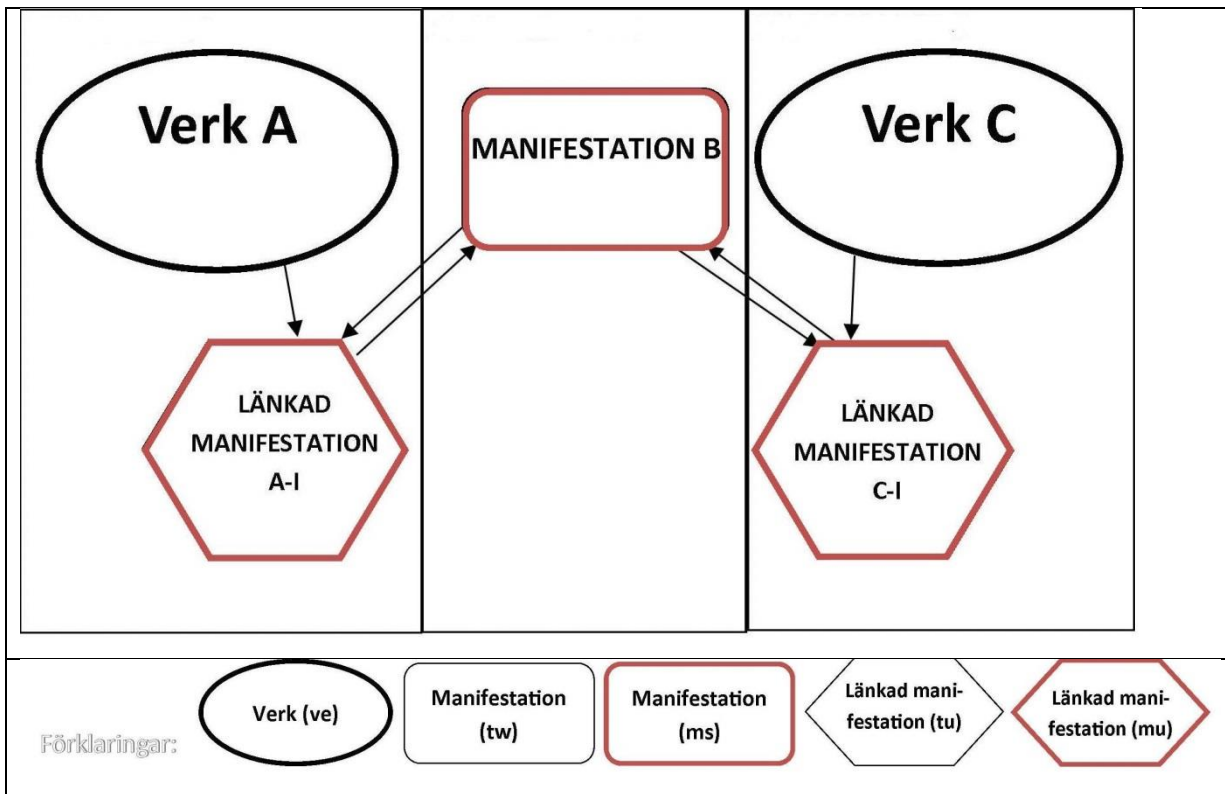 Verk A
MANIFESTATION B
Verk C
LÄNKAD
MANIFESTATION
A-I
LÄNKAD
MANIFESTATION
C-I
Förklaringar:
Verk (ve)
Manifestation
(tw)
Manifestation
(ms)
Länkad mani-
festation (tu)
Länkad mani-
festation (mu)